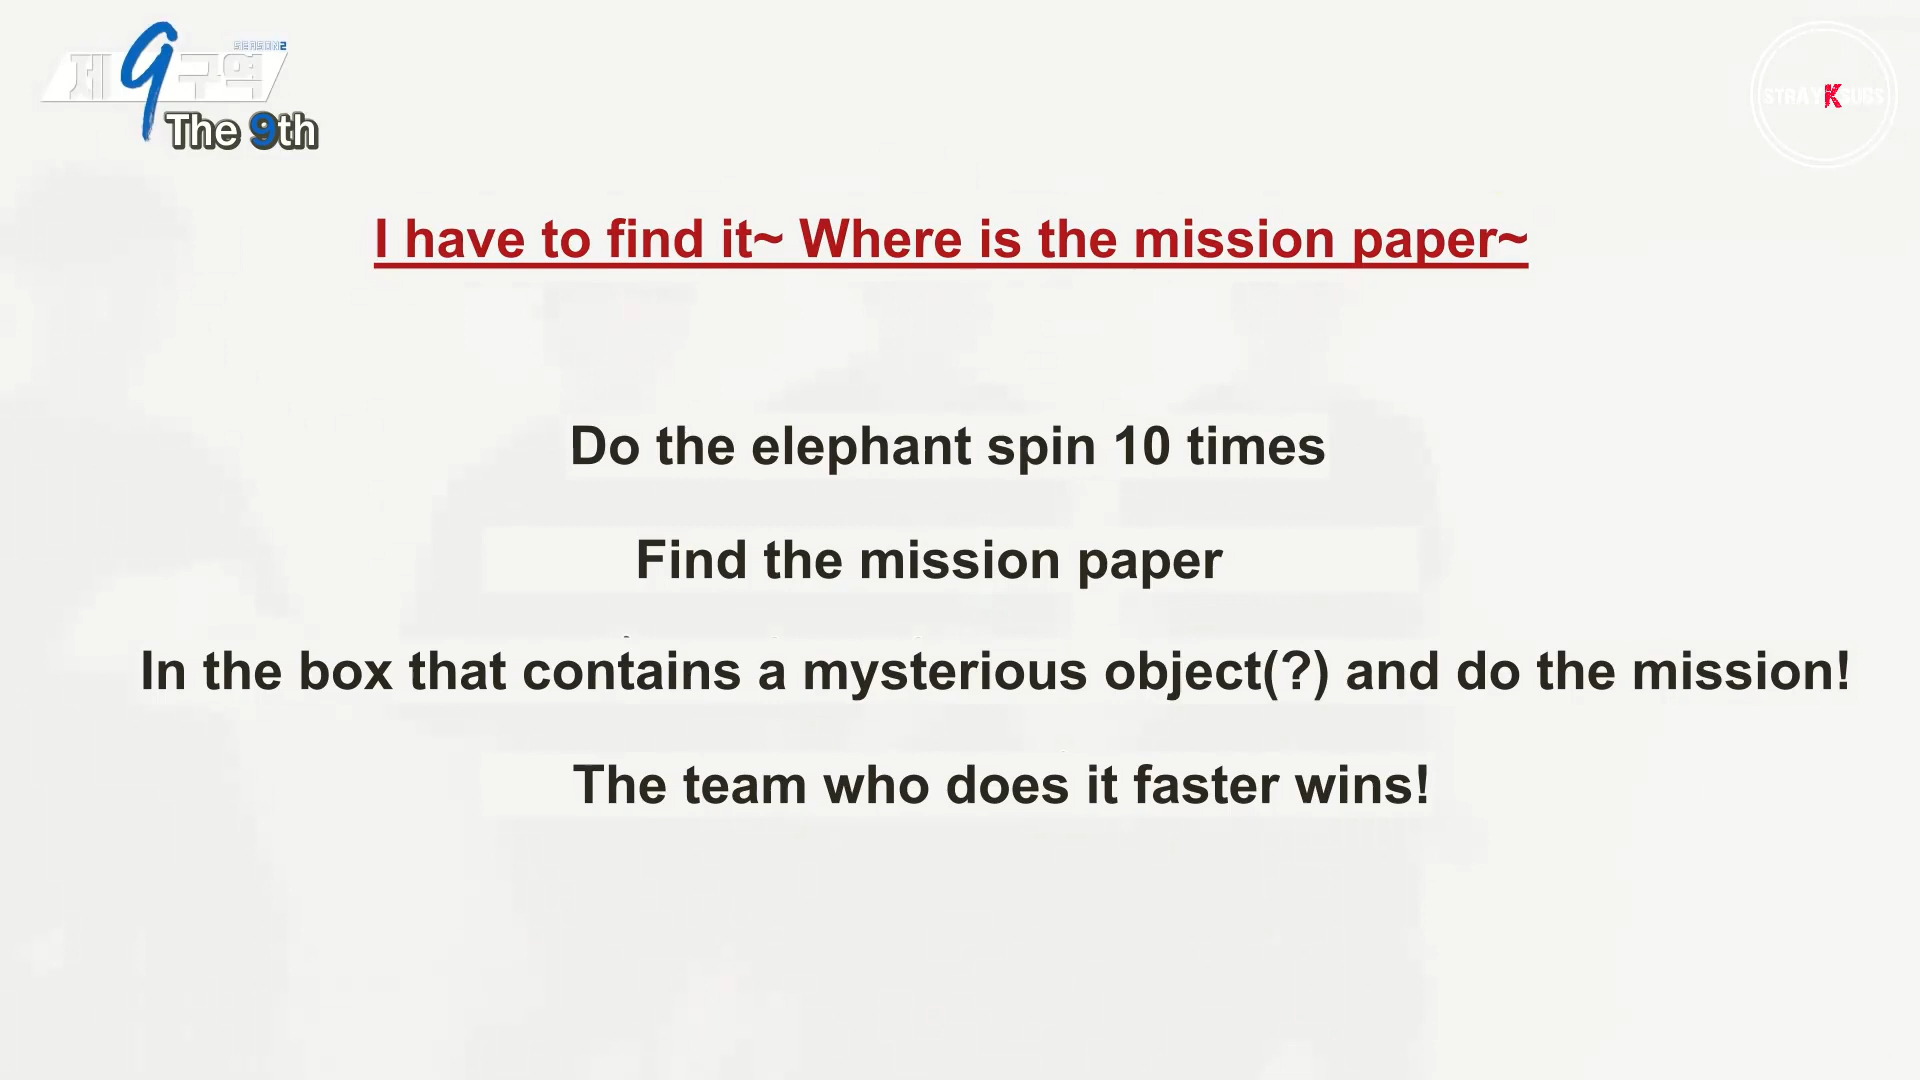 SEASON2
제9구역
The 9th
STRAYKSUBS
I have to find it~ Where is the mission paper~
Do the elephant spin 10 times
Find the mission paper
In the box that contains a mysterious object(?) and do the mission!
The team who does it faster wins!